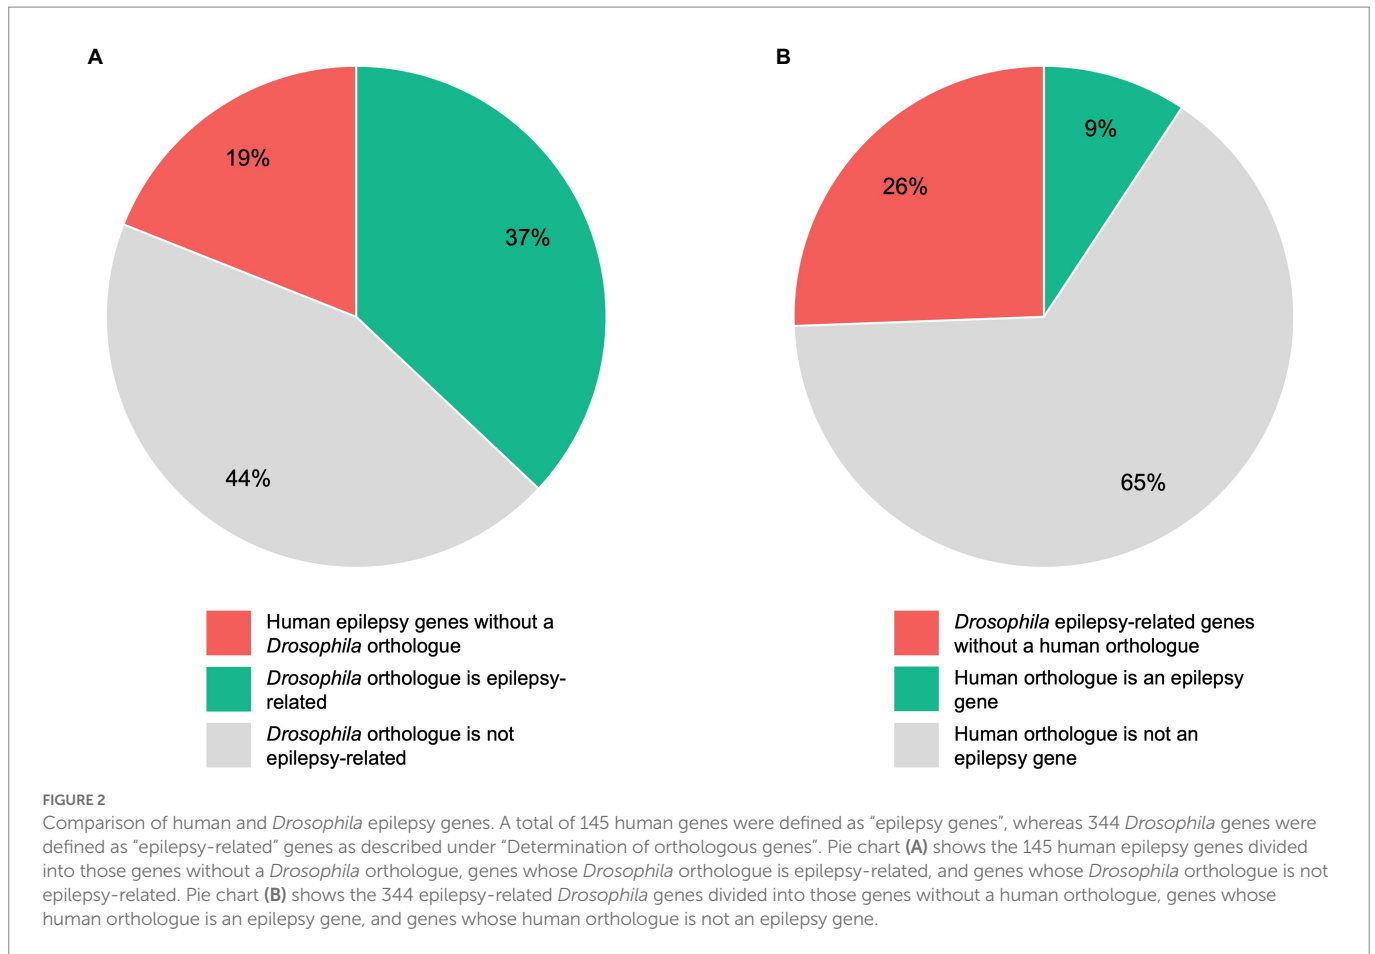 A
19%
37%
44%
Human epilepsy genes without a
Drosophila orthologue
Drosophila orthologue is epilepsy-
related
Drosophila orthologue is not
epilepsy-related
B
9%
26%
65%
Drosophila epilepsy-related genes
without a human orthologue
Human orthologue is an epilepsy
gene
Human orthologue is not an
epilepsy gene
FIGURE 2
Comparison of human and Drosophila epilepsy genes. A total of 145 human genes were defined as “epilepsy genes”, whereas 344 Drosophila genes were
defined as “epilepsy-related” genes as described under “Determination of orthologous genes”. Pie chart (A) shows the 145 human epilepsy genes divided
into those genes without a Drosophila orthologue, genes whose Drosophila orthologue is epilepsy-related, and genes whose Drosophila orthologue is not
epilepsy-related. Pie chart (B) shows the 344 epilepsy-related Drosophila genes divided into those genes without a human orthologue, genes whose
human orthologue is an epilepsy gene, and genes whose human orthologue is not an epilepsy gene.